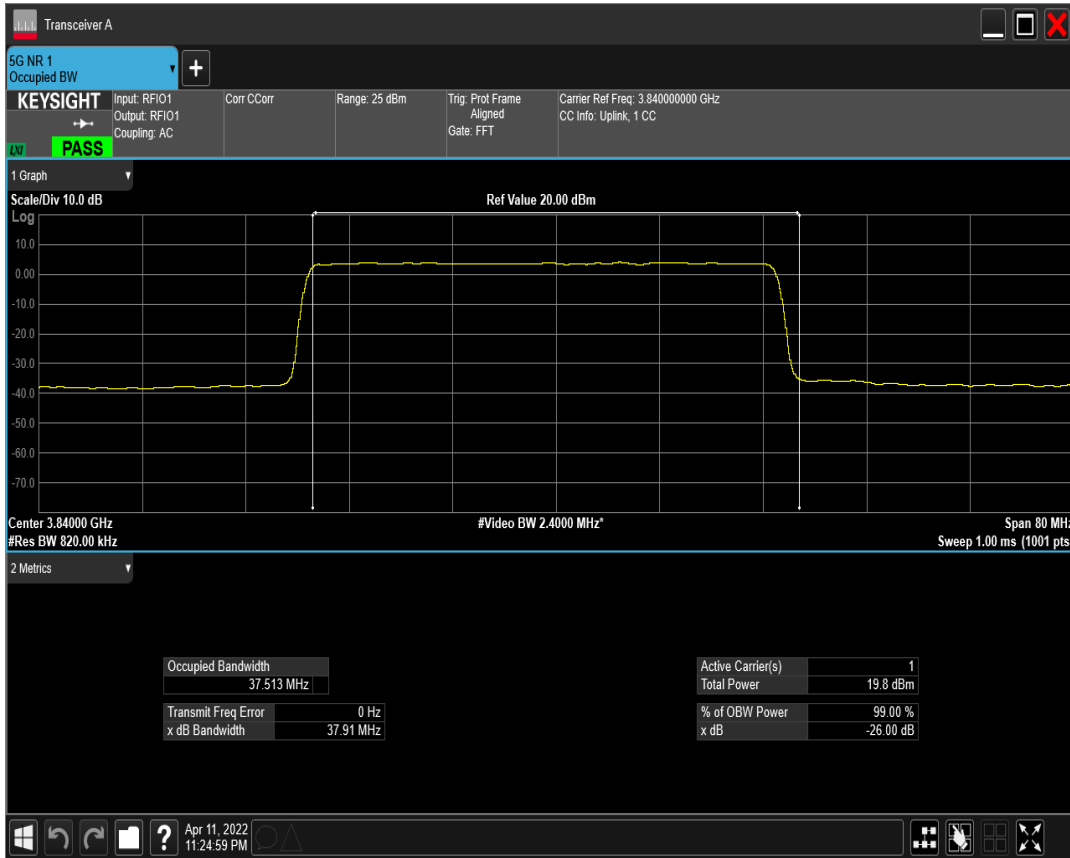 Transceiver A
5G NR 1
Occupied BW
+
KEYSIGHT
LXI
PASS
Input: RFIO1
Output: RFIO1
Coupling: AC
Corr CCorr
Range: 25 dBm
Trig: Prot Frame
Aligned
Gate: FFT
Carrier Ref Freq: 3.840000000 GHz
CC Info: Uplink, 1 CC
1 Graph
Scale/Div 10.0 dB
Ref Value 20.00 dBm
Log
10.0
0.00
-10.0
-20.0
-30.0
-40.0
-50.0
-60.0
-70.0
Center 3.84000 GHz
#Video BW 2.4000 MHz*
Span 80 MHz
#Res BW 820.00 kHz
Sweep 1.00 ms (1001 pts
2 Metrics
Occupied Bandwidth
37.513 MHz
Transmit Freq Error 0 Hz
x dB Bandwidth 37.91 MHz
Active Carrier(s) 1
Total Power 19.8 dBm
% of OBW Power 99.00 %
x dB -26.00 dB
?
Apr 11, 2022
11:24:59 PM